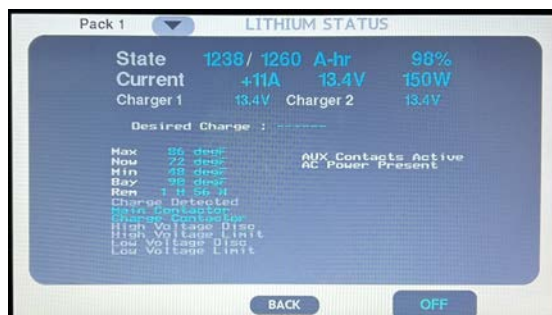 Pack 1 LITHIUM STATUS
State 1238/ 1260 A-hr 98%
Current +11A 13.4V 150W
Charger 1 13.4V Charger 2 13.4V
Desired Charge : ------
Max 86 degF
Now 72 degF
Min 48 degF
Bay 90 degF
Rem 1 H 56 M
AUX Contacts Active
AC Power Present
Charge Detected
Main Contactor
Charge Contactor
High Voltage Disc
High Voltage Limit
Low Voltage Disc
Low Voltage Limit
BACK OFF